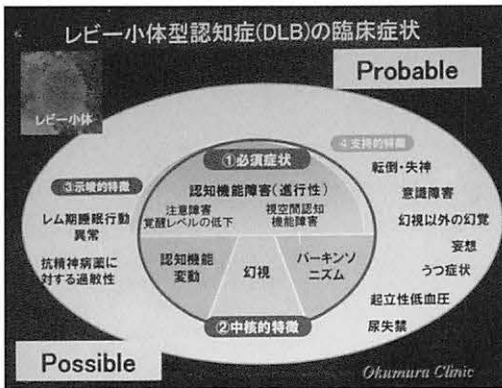 レビー小体型認知症(DLB)の臨床症状
Probable
レビー小体
①必須症状
認知機能障害(進行性)
注意障害
覚醒レベルの低下
視空間認知
機能障害
③示唆的特徴
レム期睡眠行動
異常
抗精神病薬に
対する過敏性
認知機能
変動
幻視
パーキンソ
ニズム
②中核的特徴
④支持的特徴
転倒・失神
意識障害
幻視以外の幻覚
妄想
うつ症状
起立性低血圧
尿失禁
Possible
Okumura Clinic